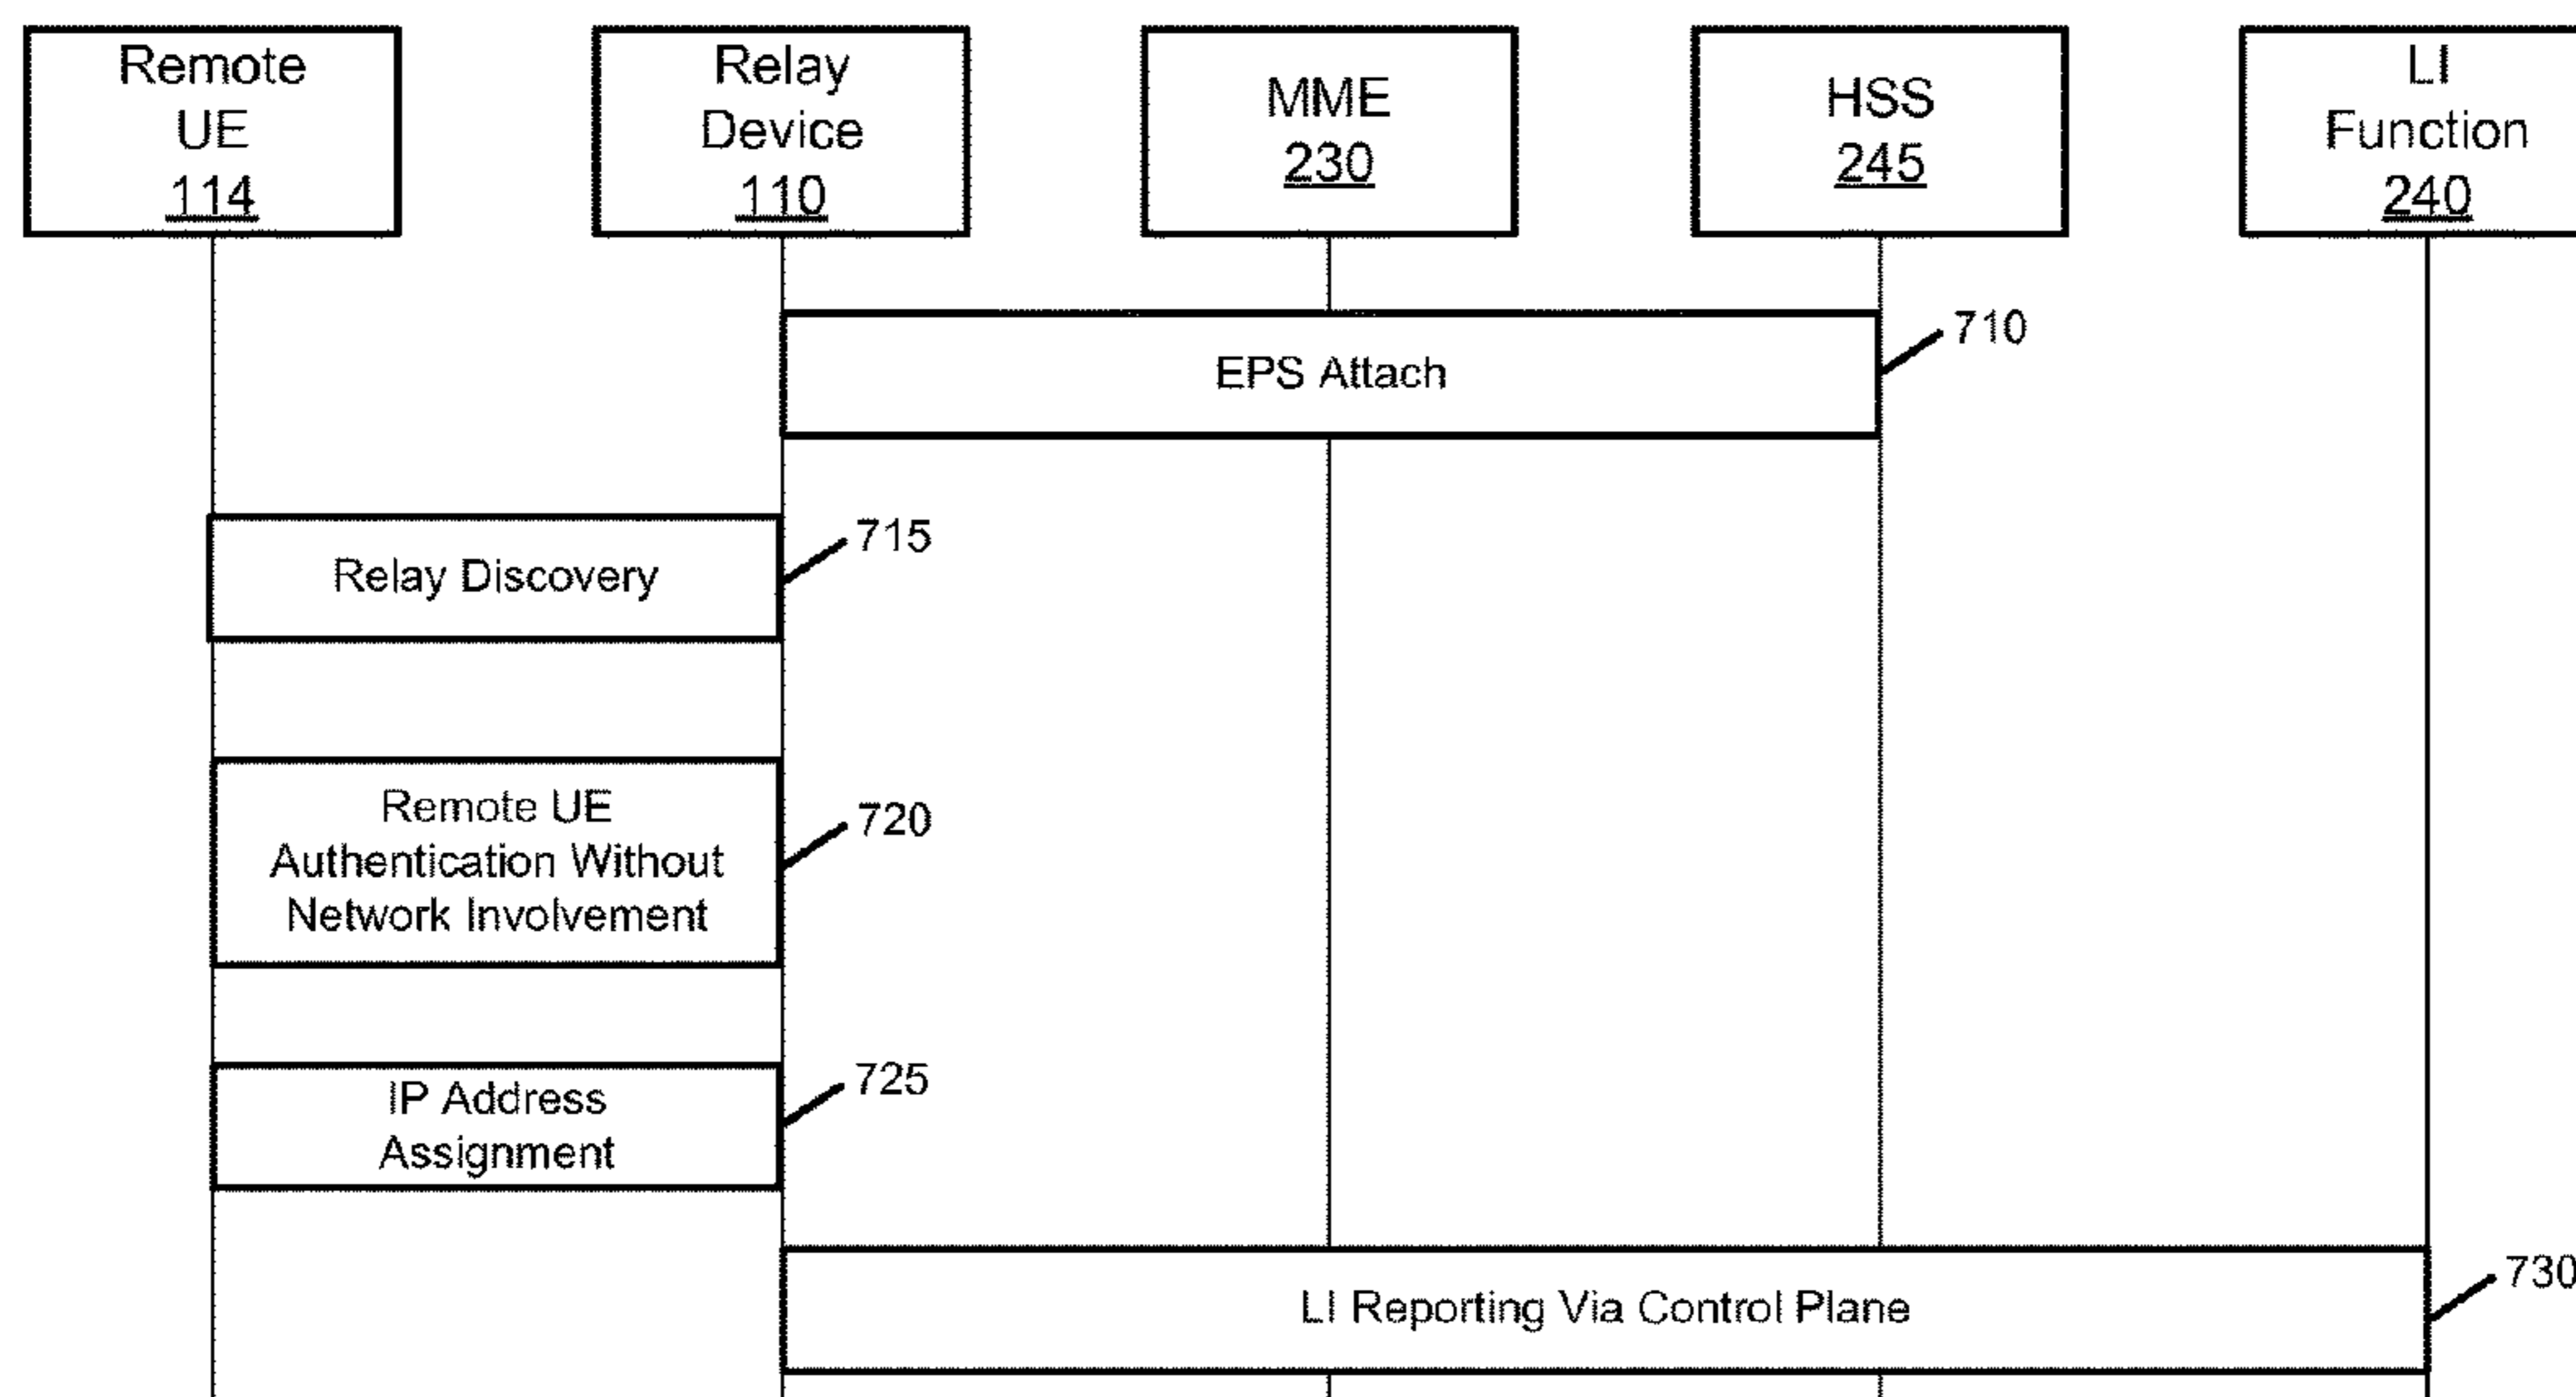 Remote
UE
114
Relay
Device
110
MME
230
HSS
245
LI
Function
240
EPS Attach
710
Relay Discovery
715
Remote UE
Authentication Without
Network Involvement
720
IP Address
Assignment
725
LI Reporting Via Control Plane
730